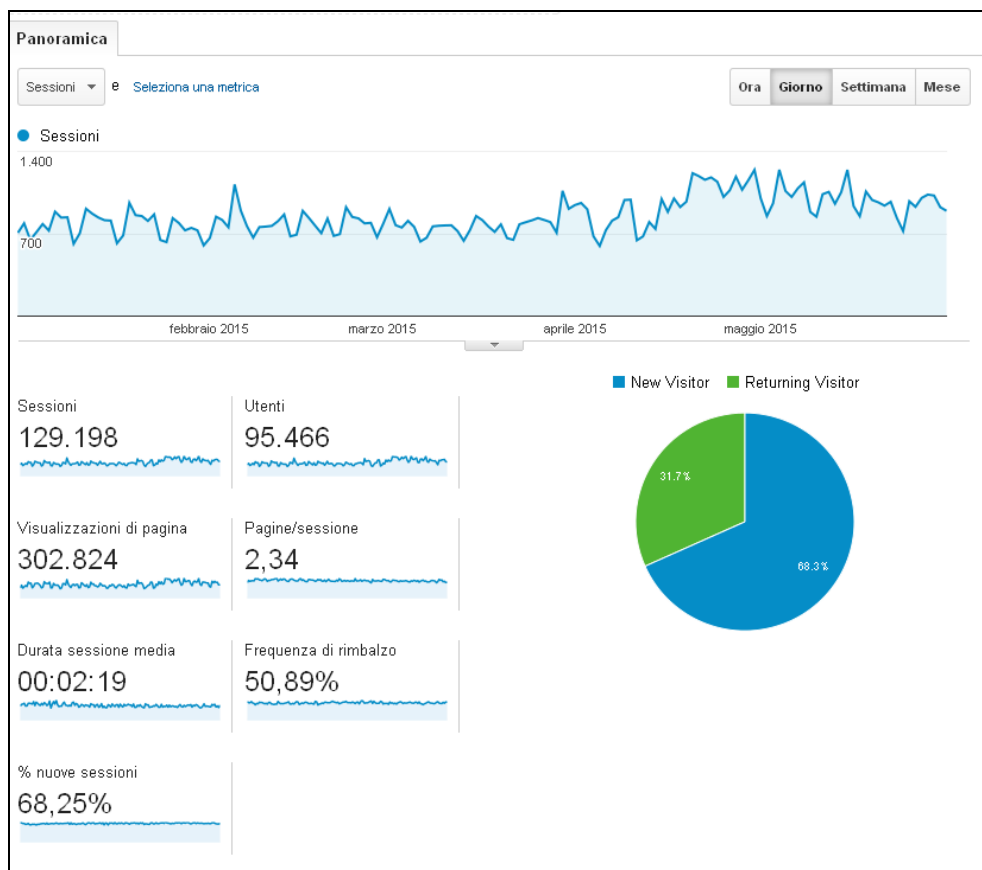 Panoramica
Sessioni e Seleziona una metrica
Ora Giorno Settimana Mese
Sessioni
1.400
700
febbraio 2015 marzo 2015 aprile 2015 maggio 2015
New Visitor Returning Visitor
Sessioni
129.198
Utenti
95.466
Visualizzazioni di pagina
302.824
Pagine/sessione
2,34
Durata sessione media
00:02:19
Frequenza di rimbalzo
50,89%
% nuove sessioni
68,25%
31.7%
68.3%